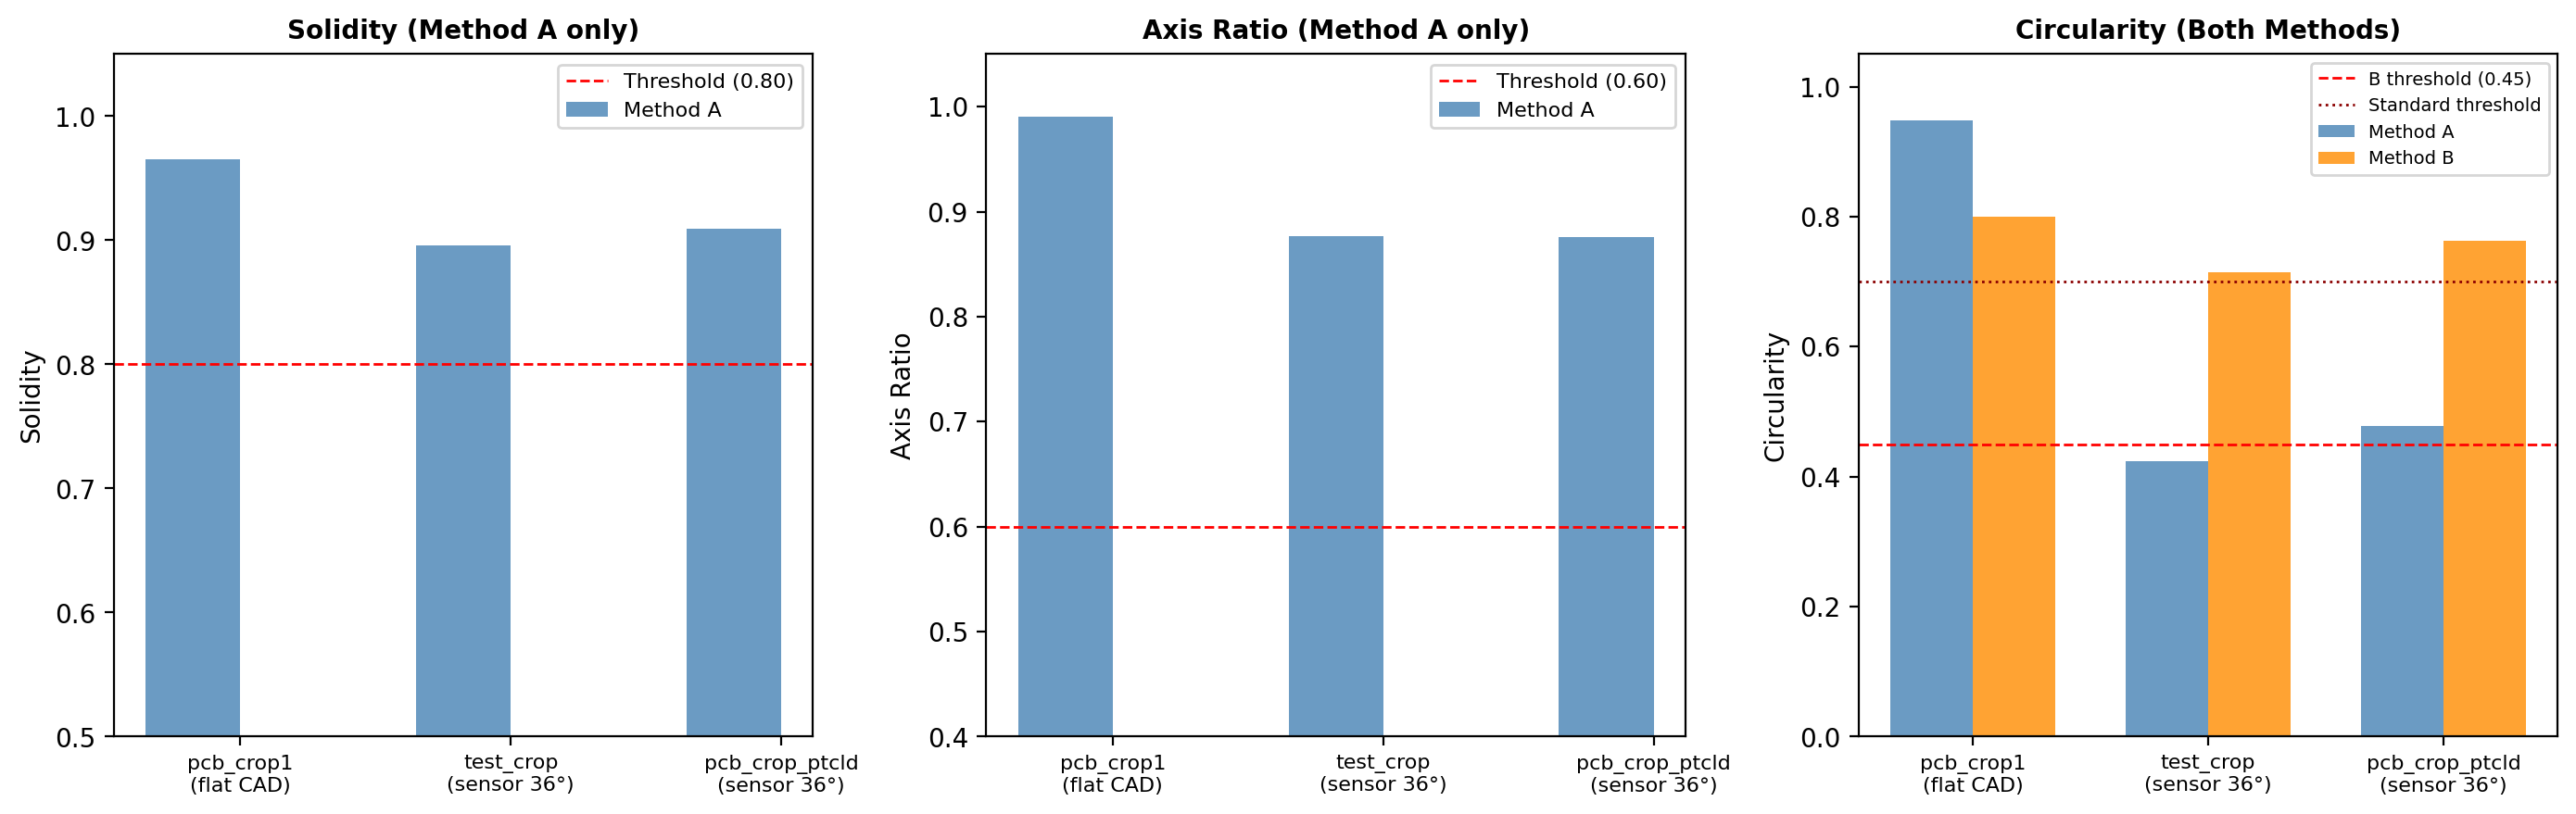 Solidity (Method A only)
Threshold (0.80)
Method A
Solidity
1.0
0.9
0.8
0.7
0.6
0.5
pcb_crop1
(flat CAD)
test_crop
(sensor 36°)
pcb_crop_ptcld
(sensor 36°)
Axis Ratio (Method A only)
Threshold (0.60)
Method A
Axis Ratio
1.0
0.9
0.8
0.7
0.6
0.5
0.4
pcb_crop1
(flat CAD)
test_crop
(sensor 36°)
pcb_crop_ptcld
(sensor 36°)
Circularity (Both Methods)
B threshold (0.45)
Standard threshold
Method A
Method B
Circularity
1.0
0.8
0.6
0.4
0.2
0.0
pcb_crop1
(flat CAD)
test_crop
(sensor 36°)
pcb_crop_ptcld
(sensor 36°)